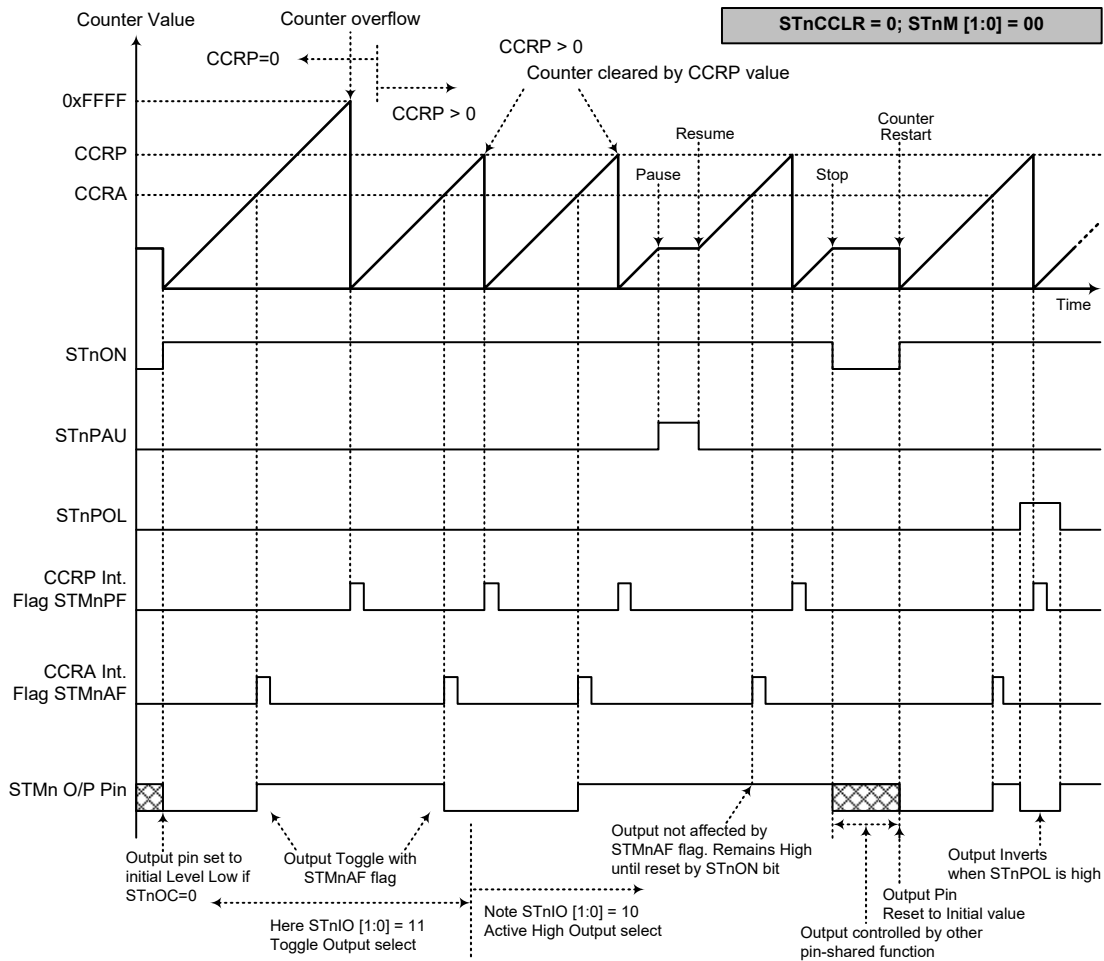 Counter Value
Counter overflow
STnCCLR = 0; STnM [1:0] = 00
CCRP=0
CCRP > 0
CCRP > 0
Counter cleared by CCRP value
0xFFFF
CCRP
CCRA
Pause
Resume
Stop
Counter
Restart
Time
STnON
STnPAU
STnPOL
CCRP Int.
Flag STMnPF
CCRA Int.
Flag STMnAF
STMn O/P Pin
Output pin set to
initial Level Low if
STnOC=0
Output Toggle with
STMnAF flag
Here STnIO [1:0] = 11
Toggle Output select
Note STnIO [1:0] = 10
Active High Output select
Output not affected by
STMnAF flag. Remains High
until reset by STnON bit
Output Pin
Reset to Initial value
Output controlled by other
pin-shared function
Output Inverts
when STnPOL is high